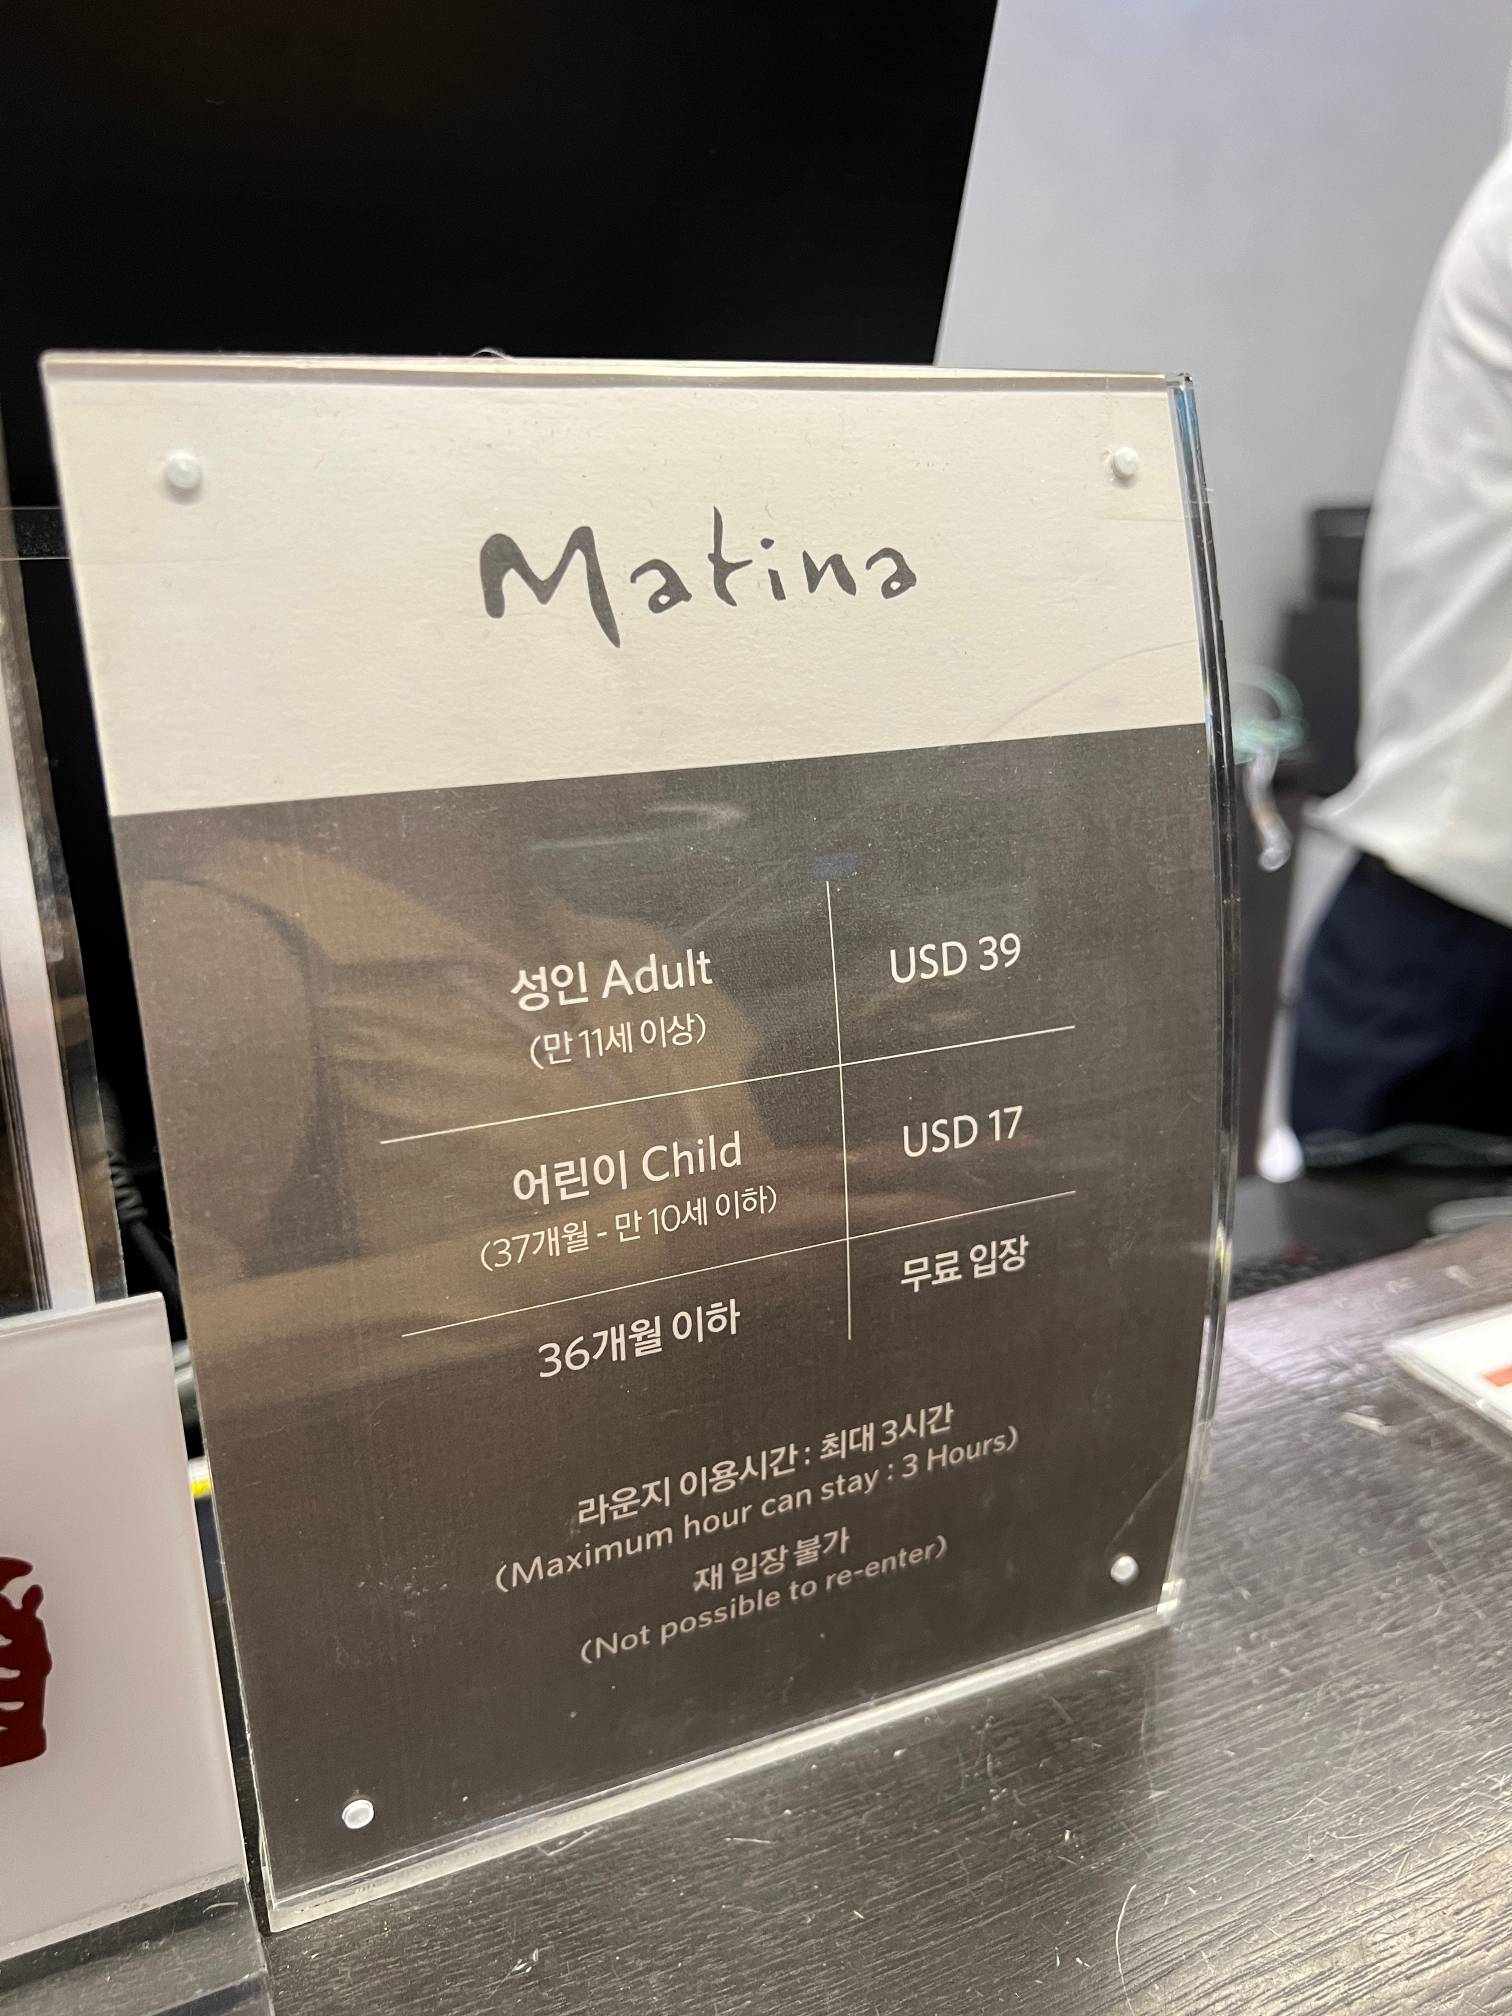 Matina
성인 Adult
(만 11세 이상)
USD 39
어린이 Child
(37개월 - 만 10세 이하)
USD 17
36개월 이하
무료 입장
라운지 이용시간 : 최대 3시간
(Maximum hour can stay : 3 Hours)
재 입장 불가
(Not possible to re-enter)